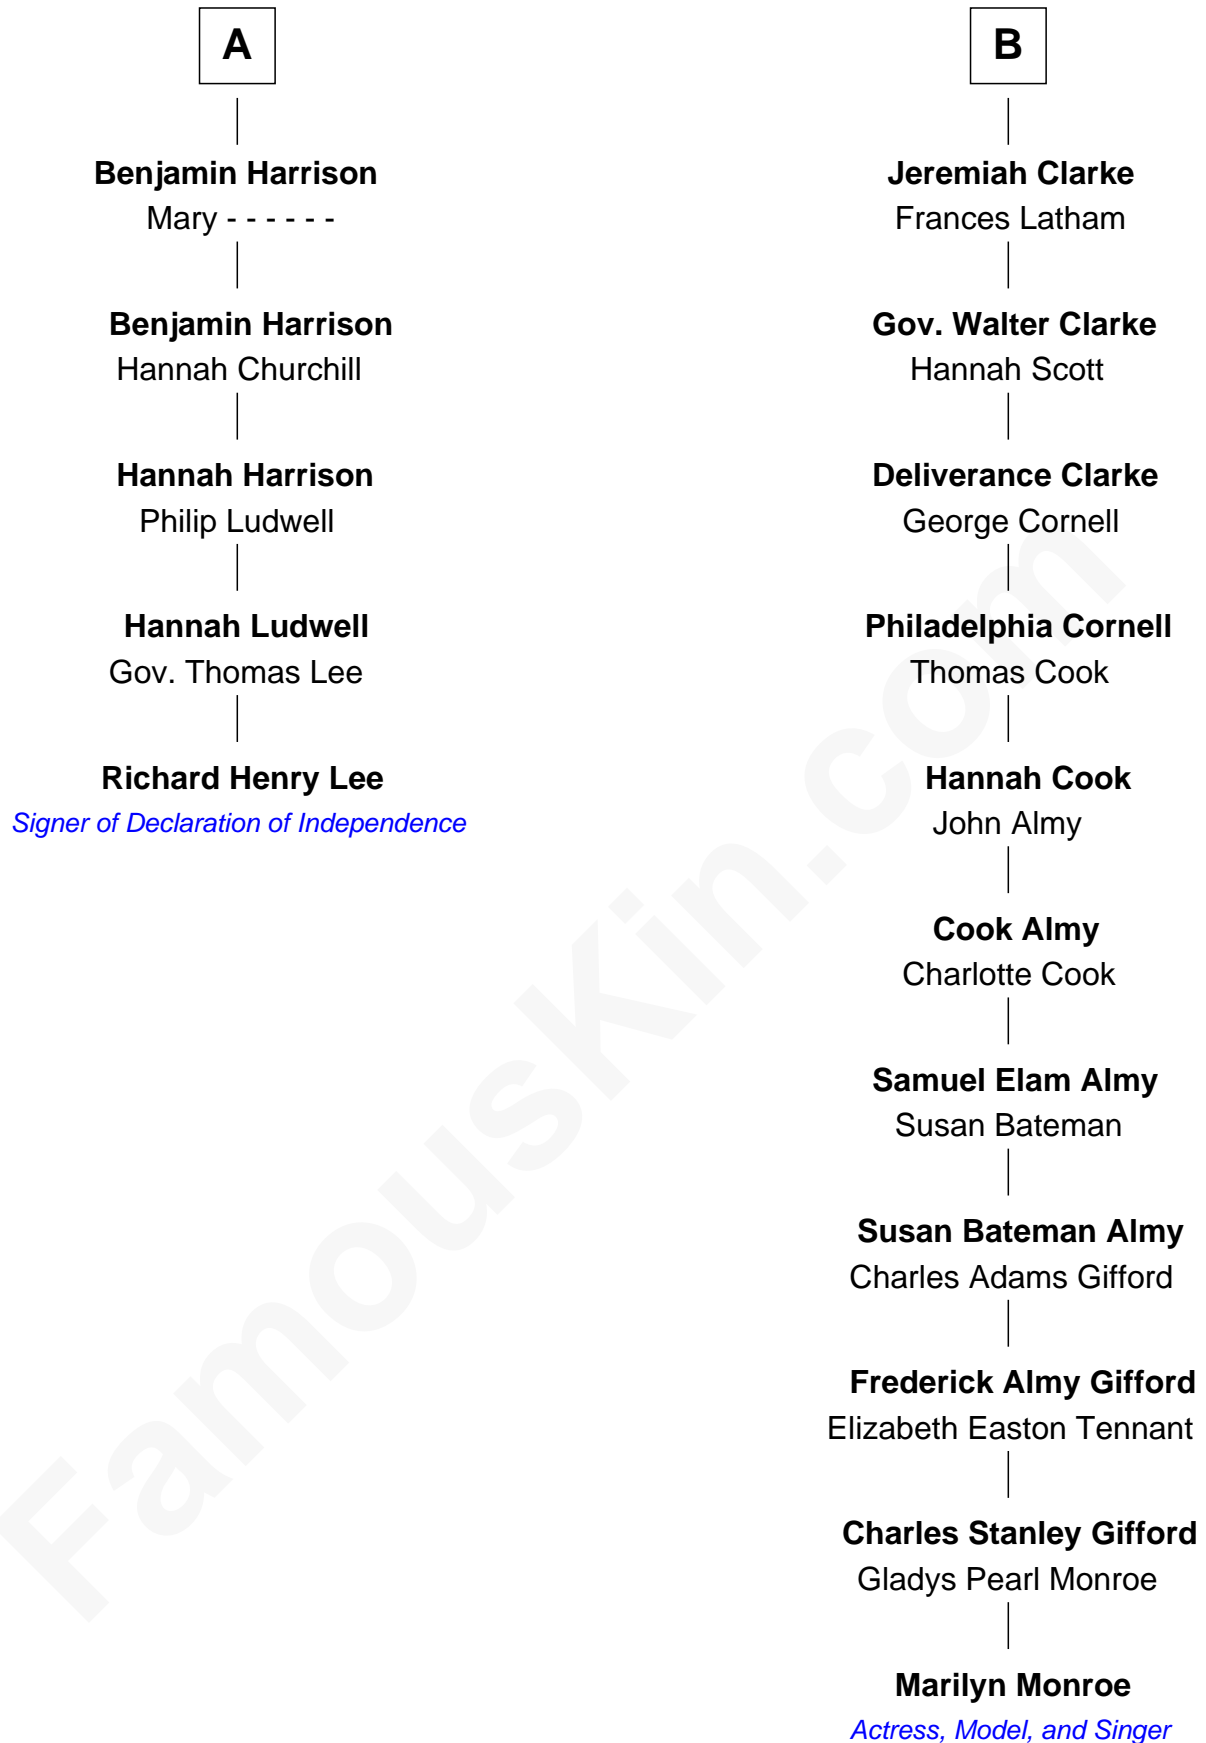 A
Benjamin Harrison
Mary - - - - - -
Benjamin Harrison
Hannah Churchill
Hannah Harrison
Philip Ludwell
Hannah Ludwell
Gov. Thomas Lee
Richard Henry Lee
Signer of Declaration of Independence
B
Jeremiah Clarke
Frances Latham
Gov. Walter Clarke
Hannah Scott
Deliverance Clarke
George Cornell
Philadelphia Cornell
Thomas Cook
Hannah Cook
John Almy
Cook Almy
Charlotte Cook
Samuel Elam Almy
Susan Bateman
Susan Bateman Almy
Charles Adams Gifford
Frederick Almy Gifford
Elizabeth Easton Tennant
Charles Stanley Gifford
Gladys Pearl Monroe
Marilyn Monroe
Actress, Model, and Singer
FamousKin.com